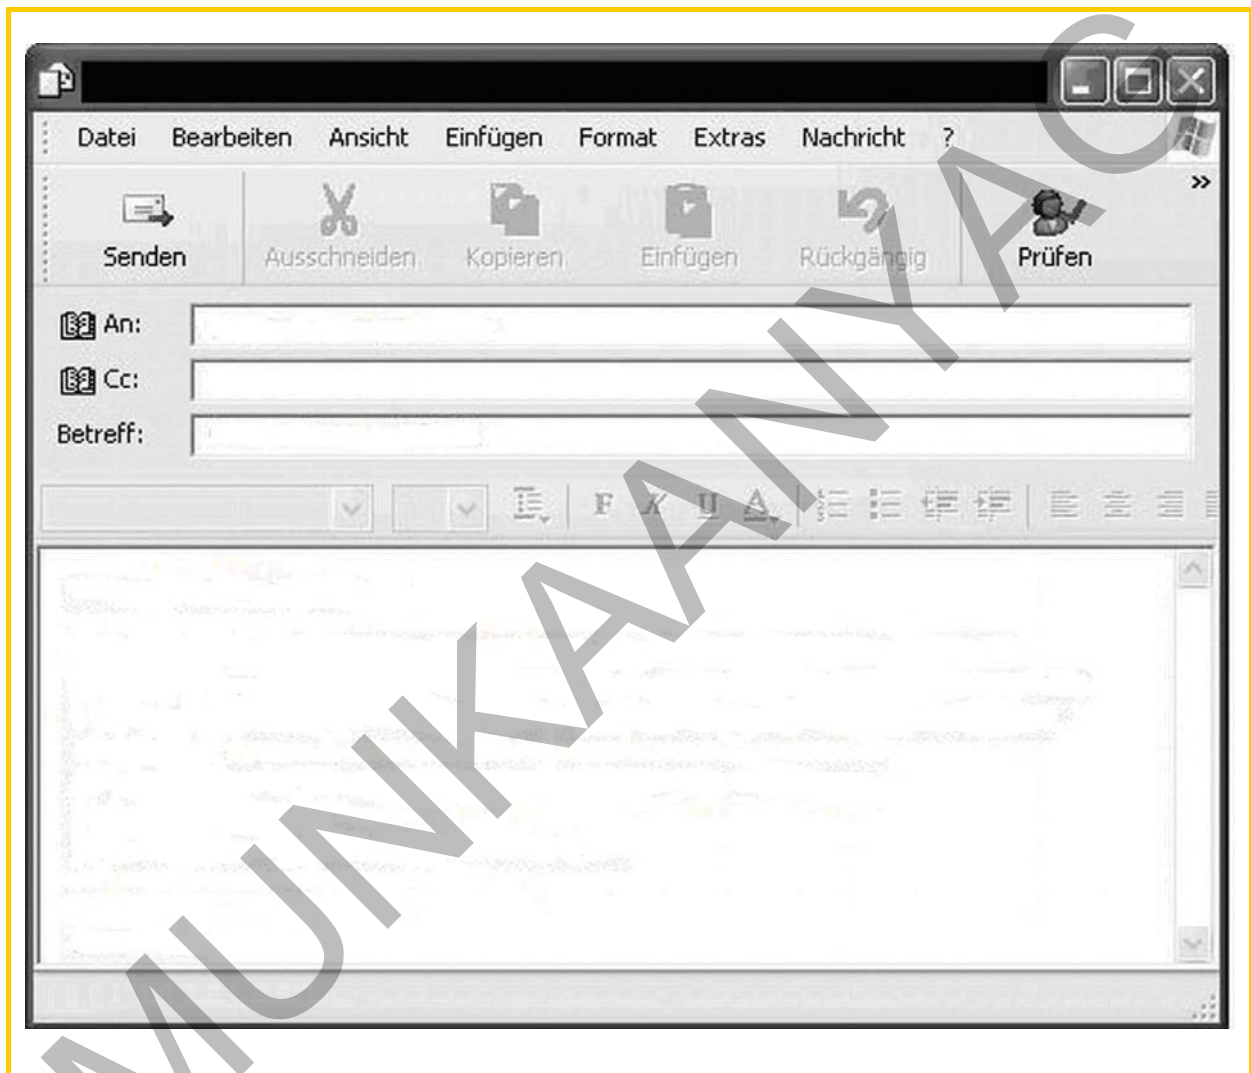 Datei Bearbeiten Ansicht Einfügen Format Extras Nachricht ?
Senden Ausschneiden Kopieren Einfügen Rückgängig Prüfen »
An:
Cc:
Betreff:
F K U A
MUNKAANYAG